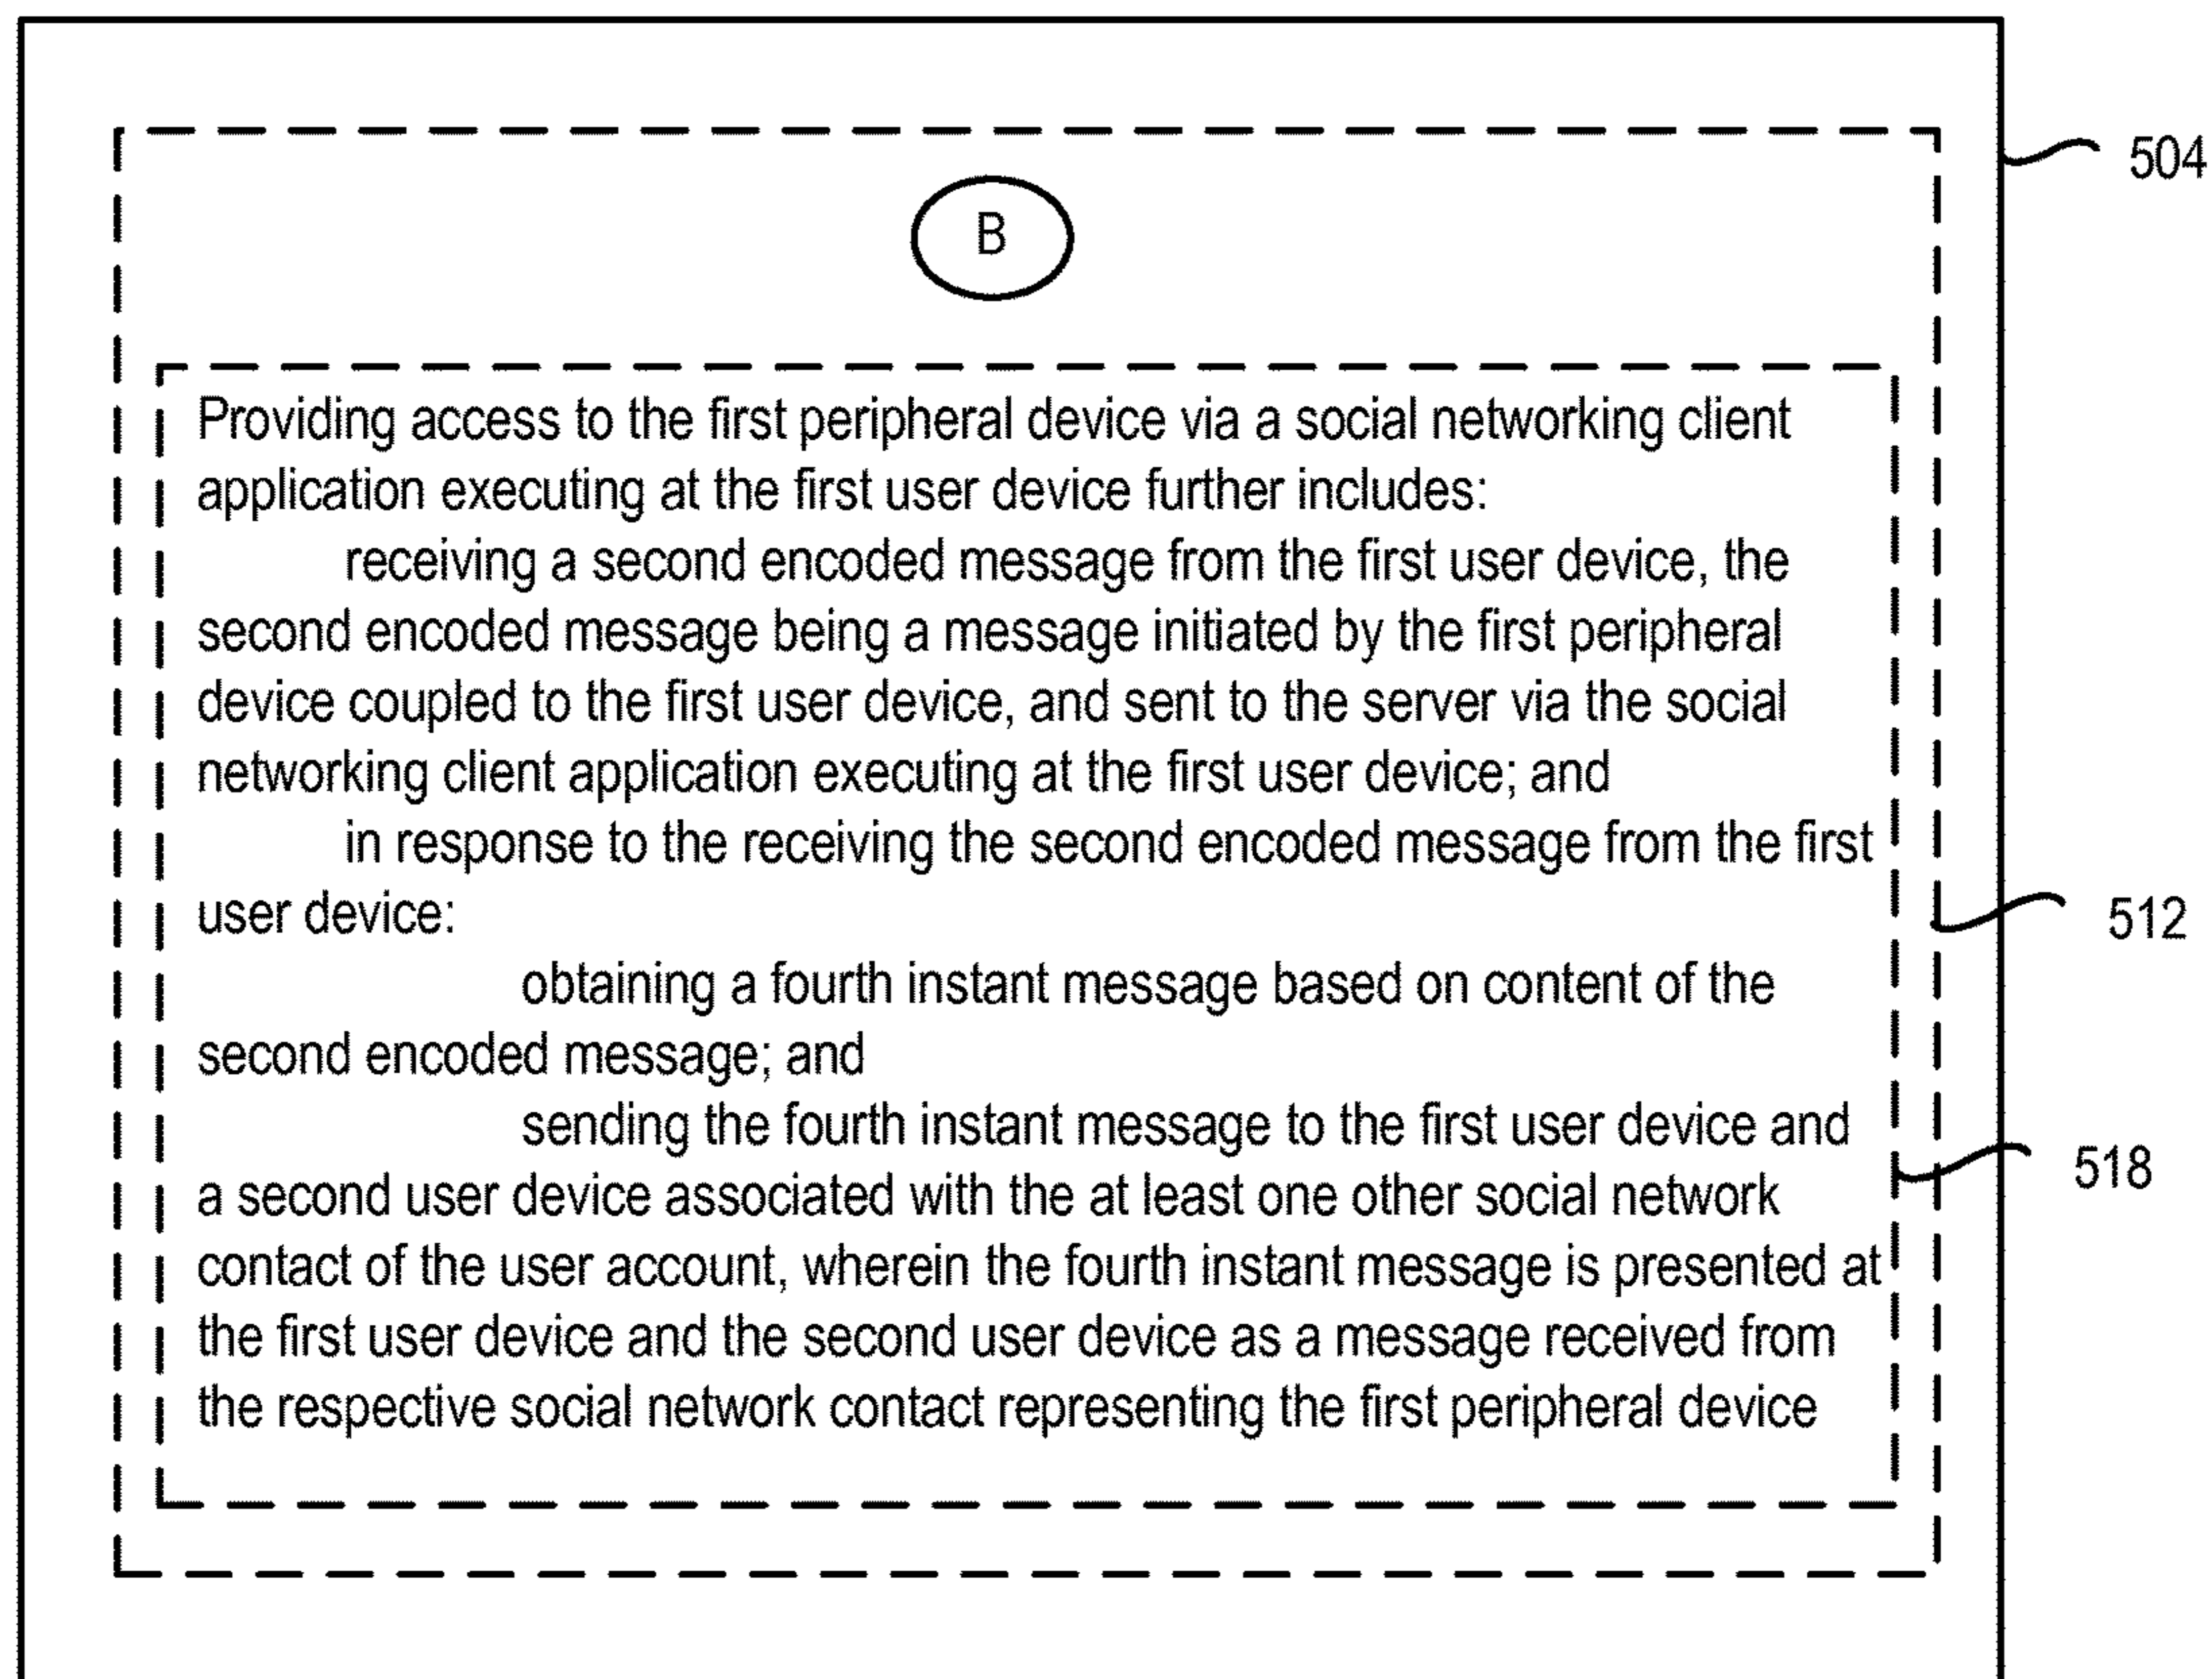 B
504
Providing access to the first peripheral device via a social networking client
application executing at the first user device further includes:
receiving a second encoded message from the first user device, the
second encoded message being a message initiated by the first peripheral
device coupled to the first user device, and sent to the server via the social
networking client application executing at the first user device; and
in response to the receiving the second encoded message from the first
user device:
512
obtaining a fourth instant message based on content of the
second encoded message; and
sending the fourth instant message to the first user device and
518
a second user device associated with the at least one other social network
contact of the user account, wherein the fourth instant message is presented at
the first user device and the second user device as a message received from
the respective social network contact representing the first peripheral device